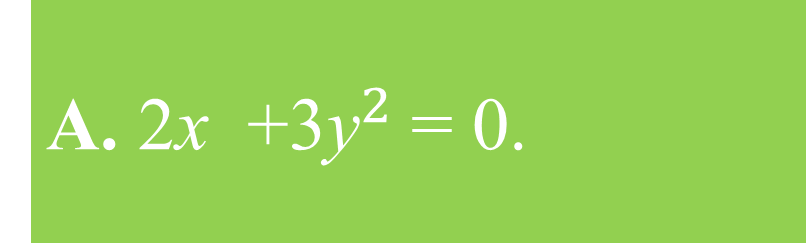 A. 2x +3y² = 0.